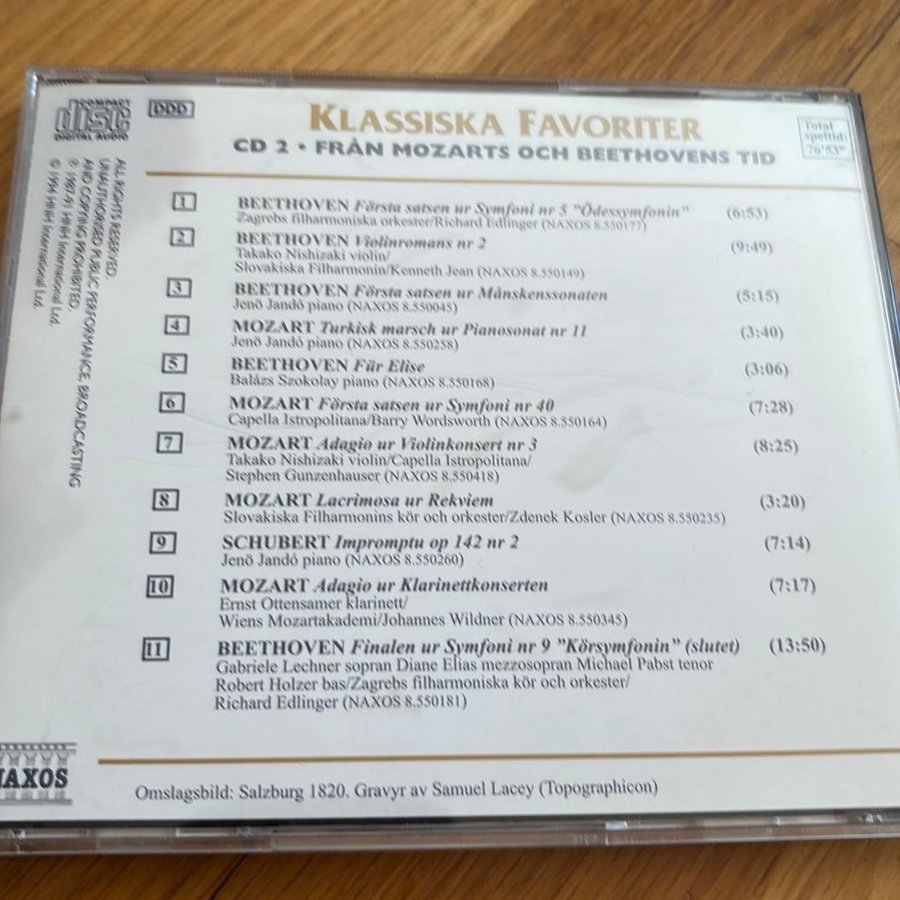 COMPACT
disc
DIGITAL AUDIO
DDD
KLASSISKA FAVORITER
CD 2 • FRÅN MOZARTS OCH BEETHOVENS TID
Total
speltid:
76'53"
ALL RIGHTS RESERVED.
UNAUTHORISED PUBLIC PERFORMANCE, BROADCASTING
AND COPYING PROHIBITED.
℗ 1987-91 HNH International Ltd.
© 1994 HNH International Ltd.
1 BEETHOVEN Första satsen ur Symfoni nr 5 "Ödessymfonin" (6:53)
Zagrebs filharmoniska orkester/Richard Edlinger (NAXOS 8.550177)
2 BEETHOVEN Violinromans nr 2 (9:49)
Takako Nishizaki violin/
Slovakiska Filharmonin/Kenneth Jean (NAXOS 8.550149)
3 BEETHOVEN Första satsen ur Månskenssonaten (5:15)
Jenö Jandó piano (NAXOS 8.550045)
4 MOZART Turkisk marsch ur Pianosonat nr 11 (3:40)
Jenö Jandó piano (NAXOS 8.550258)
5 BEETHOVEN Für Elise (3:06)
Balázs Szokolay piano (NAXOS 8.550168)
6 MOZART Första satsen ur Symfoni nr 40 (7:28)
Capella Istropolitana/Barry Wordsworth (NAXOS 8.550164)
7 MOZART Adagio ur Violinkonsert nr 3 (8:25)
Takako Nishizaki violin/Capella Istropolitana/
Stephen Gunzenhauser (NAXOS 8.550418)
8 MOZART Lacrimosa ur Rekviem (3:20)
Slovakiska Filharmonins kör och orkester/Zdenek Kosler (NAXOS 8.550235)
9 SCHUBERT Impromptu op 142 nr 2 (7:14)
Jenö Jandó piano (NAXOS 8.550260)
10 MOZART Adagio ur Klarinettkonserten (7:17)
Ernst Ottensamer klarinett/
Wiens Mozartakademi/Johannes Wildner (NAXOS 8.550345)
11 BEETHOVEN Finalen ur Symfoni nr 9 "Körsymfonin" (slutet) (13:50)
Gabriele Lechner sopran Diane Elias mezzosopran Michael Pabst tenor
Robert Holzer bas/Zagrebs filharmoniska kör och orkester/
Richard Edlinger (NAXOS 8.550181)
NAXOS
Omslagsbild: Salzburg 1820. Gravyr av Samuel Lacey (Topographicon)